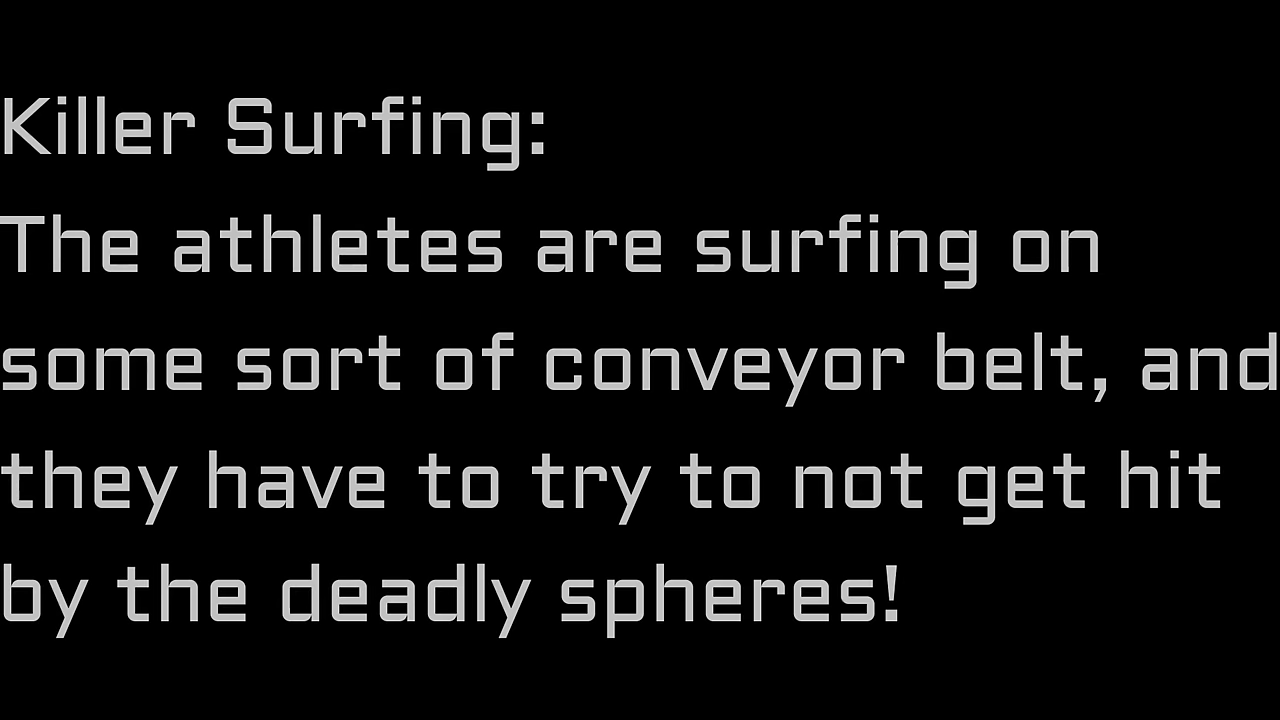 Killer Surfing:
The athletes are surfing on
some sort of conveyor belt, and
they have to try to not get hit
by the deadly spheres!